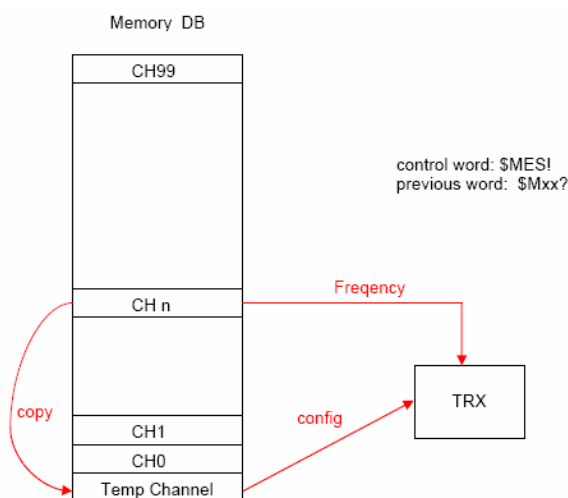 Memory DB
CH99
control word: $MES!
previous word: $Mxx?
CH n
Freqency
copy
config
TRX
CH1
CH0
Temp Channel